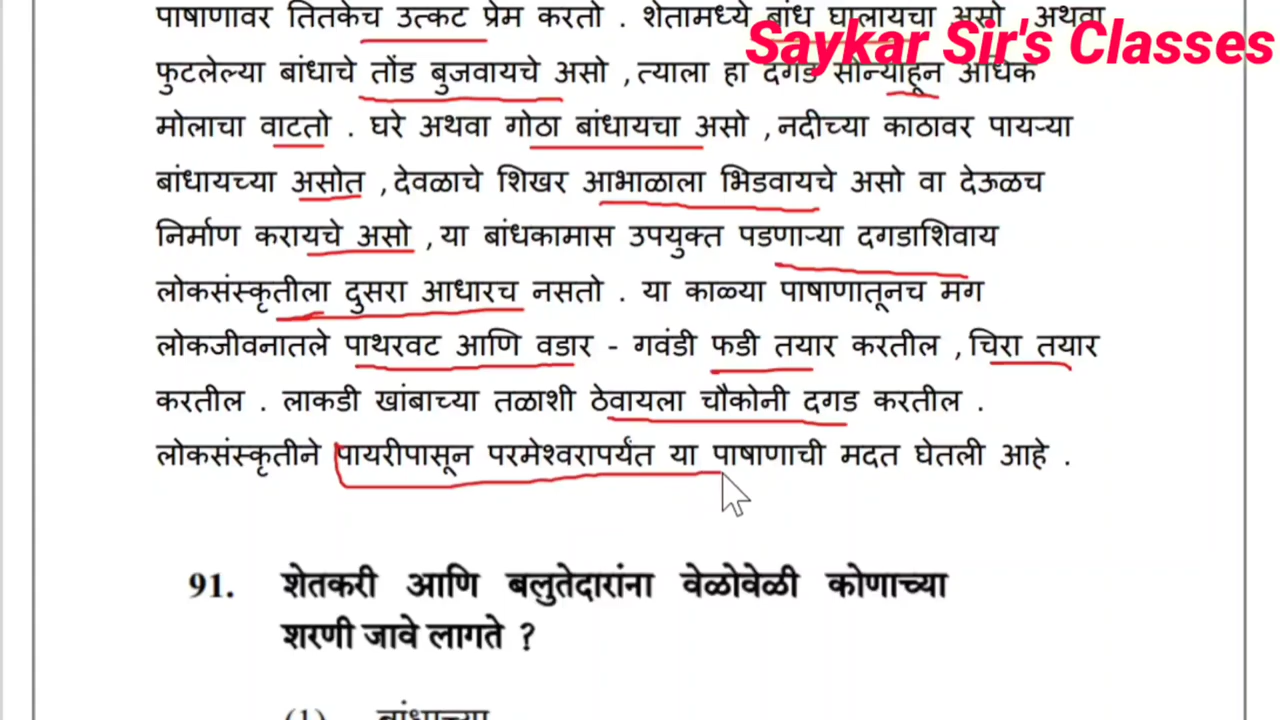 पाषाणावर तितकेच उत्कट प्रेम करतो . शेतामध्ये बांध घालायचा असो अथवा
Saykar Sir's Classes
फुटलेल्या बांधाचे तोंड बुजवायचे असो ,त्याला हा दगड सोन्याहून अधिक
मोलाचा वाटतो . घरे अथवा गोठा बांधायचा असो ,नदीच्या काठावर पायऱ्या
बांधायच्या असोत ,देवळाचे शिखर आभाळाला भिडवायचे असो वा देऊळच
निर्माण करायचे असो ,या बांधकामास उपयुक्त पडणाऱ्या दगडाशिवाय
लोकसंस्कृतीला दुसरा आधारच नसतो . या काळ्या पाषाणातूनच मग
लोकजीवनातले पाथरवट आणि वडार - गवंडी फडी तयार करतील ,चिरा तयार
करतील . लाकडी खांबाच्या तळाशी ठेवायला चौकोनी दगड करतील .
लोकसंस्कृतीने पायरीपासून परमेश्वरापर्यंत या पाषाणाची मदत घेतली आहे .
91. शेतकरी आणि बलुतेदारांना वेळोवेळी कोणाच्या
शरणी जावे लागते ?
(1) बांधाच्या